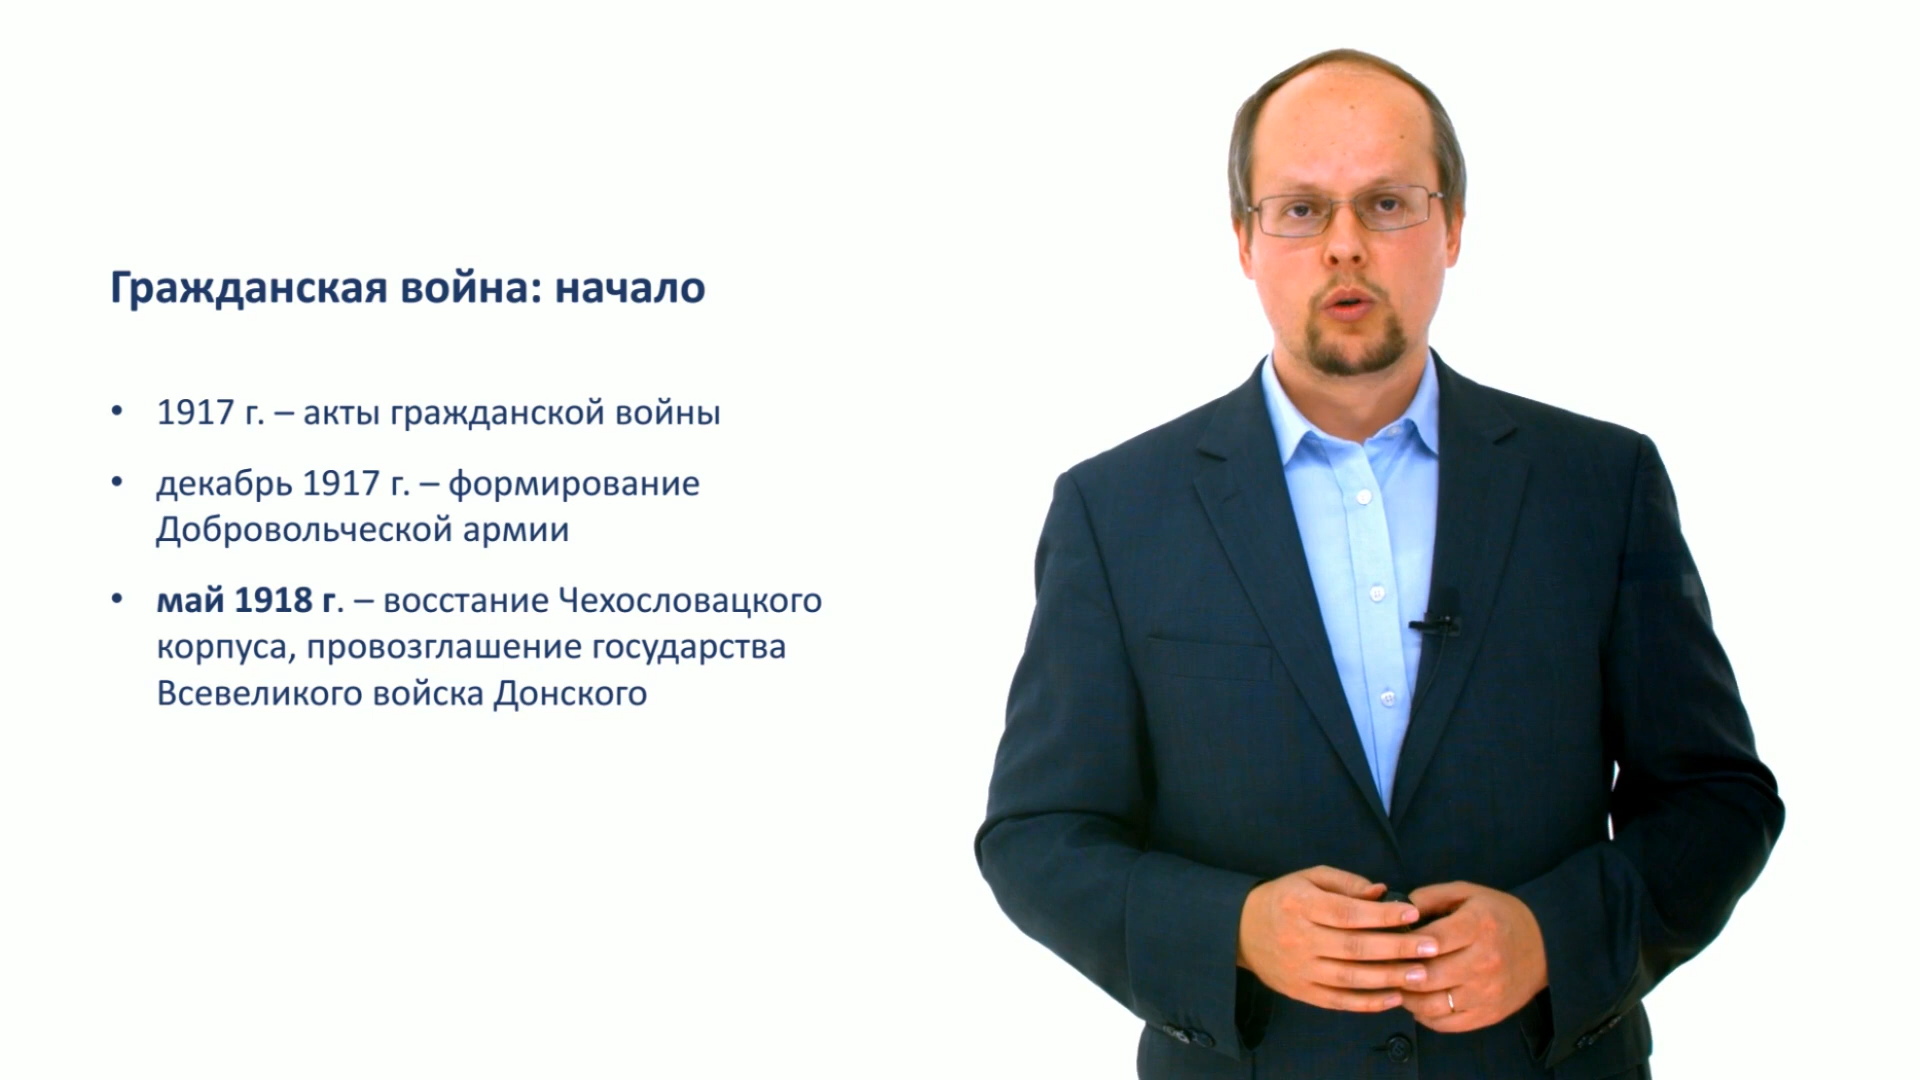 Гражданская война: начало
• 1917 г. – акты гражданской войны
• декабрь 1917 г. – формирование
Добровольческой армии
• май 1918 г. – восстание Чехословацкого
корпуса, провозглашение государства
Всевеликого войска Донского